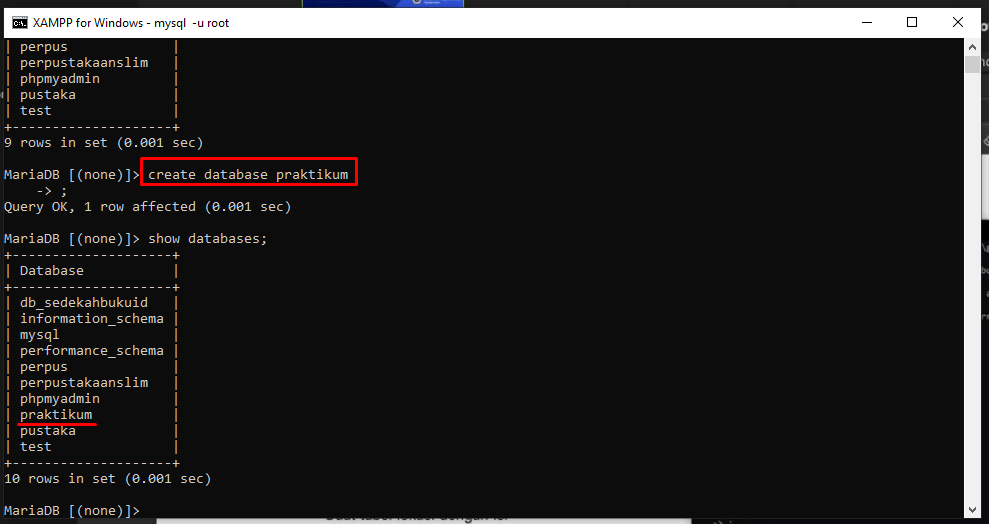 XAMPP for Windows - mysql  -u root
| perpus             |
| perpustakaanslim   |
| phpmyadmin         |
| pustaka            |
| test               |
+--------------------+
9 rows in set (0.001 sec)
MariaDB [(none)]> create database praktikum
    -> ;
Query OK, 1 row affected (0.001 sec)
MariaDB [(none)]> show databases;
+--------------------+
| Database           |
+--------------------+
| db_sedekahbukuid   |
| information_schema |
| mysql              |
| performance_schema |
| perpus             |
| perpustakaanslim   |
| phpmyadmin         |
| praktikum          |
| pustaka            |
| test               |
+--------------------+
10 rows in set (0.001 sec)
MariaDB [(none)]>